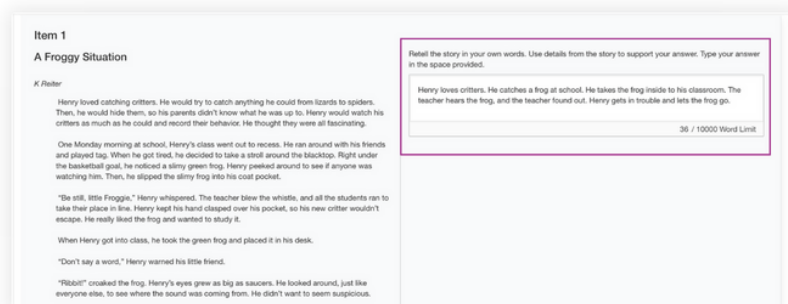 Item 1
A Froggy Situation
K Reiter
Henry loved catching critters. He would try to catch anything he could from lizards to spiders.
Then, he would hide them, so his parents didn't know what he was up to. Henry would watch his
critters as much as he could and record their behavior. He thought they were all fascinating.
One Monday morning at school, Henry's class went out to recess. He ran around with his friends
and played tag. When he got tired, he decided to take a stroll around the blacktop. Right under
the basketball goal, he noticed a slimy green frog. Henry peeked around to see if anyone was
watching him. Then, he slipped the slimy frog into his coat pocket.
"Be still, little Froggie," Henry whispered. The teacher blew the whistle, and all the students ran to
take their place in line. Henry kept his hand clasped over his pocket, so his new critter wouldn't
escape. He really liked the frog and wanted to study it.
When Henry got into class, he took the green frog and placed it in his desk.
"Don't say a word," Henry warned his little friend.
"Ribbit!" croaked the frog. Henry's eyes grew as big as saucers. He looked around, just like
everyone else, to see where the sound was coming from. He didn't want to seem suspicious.
Retell the story in your own words. Use details from the story to support your answer. Type your answer
in the space provided.
Henry loves critters. He catches a frog at school. He takes the frog inside to his classroom. The
teacher hears the frog, and the teacher found out. Henry gets in trouble and lets the frog go.
36 / 10000 Word Limit